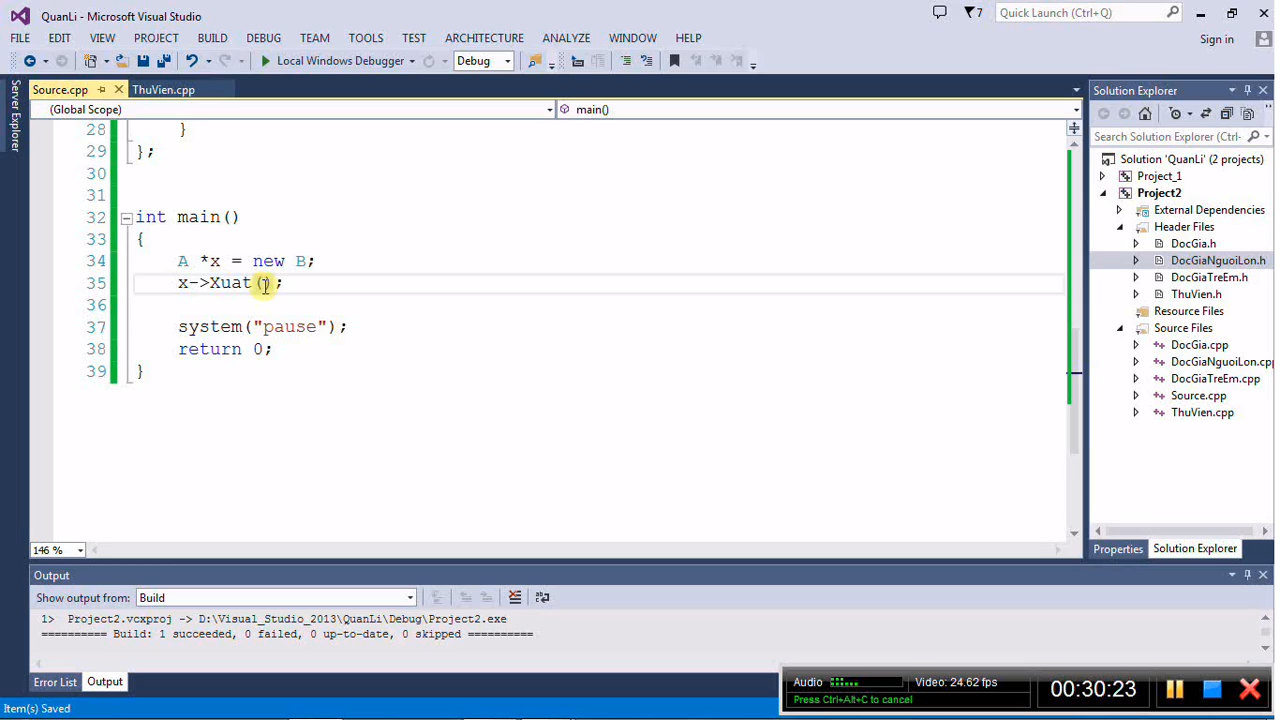 QuanLi - Microsoft Visual Studio
7
Quick Launch (Ctrl+Q)
FILE EDIT VIEW PROJECT BUILD DEBUG TEAM TOOLS TEST ARCHITECTURE ANALYZE WINDOW HELP
Sign in
Local Windows Debugger Debug
Server Explorer
Source.cpp ThuVien.cpp
(Global Scope) main()
28 }
29 };
30
31
32 int main()
33 {
34 A *x = new B;
35 x->Xuat();
36
37 system("pause");
38 return 0;
39 }
146 %
Solution Explorer
Search Solution Explorer (Ctrl-
Solution 'QuanLi' (2 projects)
Project_1
Project2
External Dependencies
Header Files
DocGia.h
DocGiaNguoiLon.h
DocGiaTreEm.h
ThuVien.h
Resource Files
Source Files
DocGia.cpp
DocGiaNguoiLon.cpp
DocGiaTreEm.cpp
Source.cpp
ThuVien.cpp
Properties Solution Explorer
Output
Show output from: Build
1> Project2.vcxproj -> D:\Visual_Studio_2013\QuanLi\Debug\Project2.exe
========== Build: 1 succeeded, 0 failed, 0 up-to-date, 0 skipped ==========
Error List Output
Item(s) Saved
Audio Video: 24.62 fps
Press Ctrl+Alt+C to cancel
00:30:23